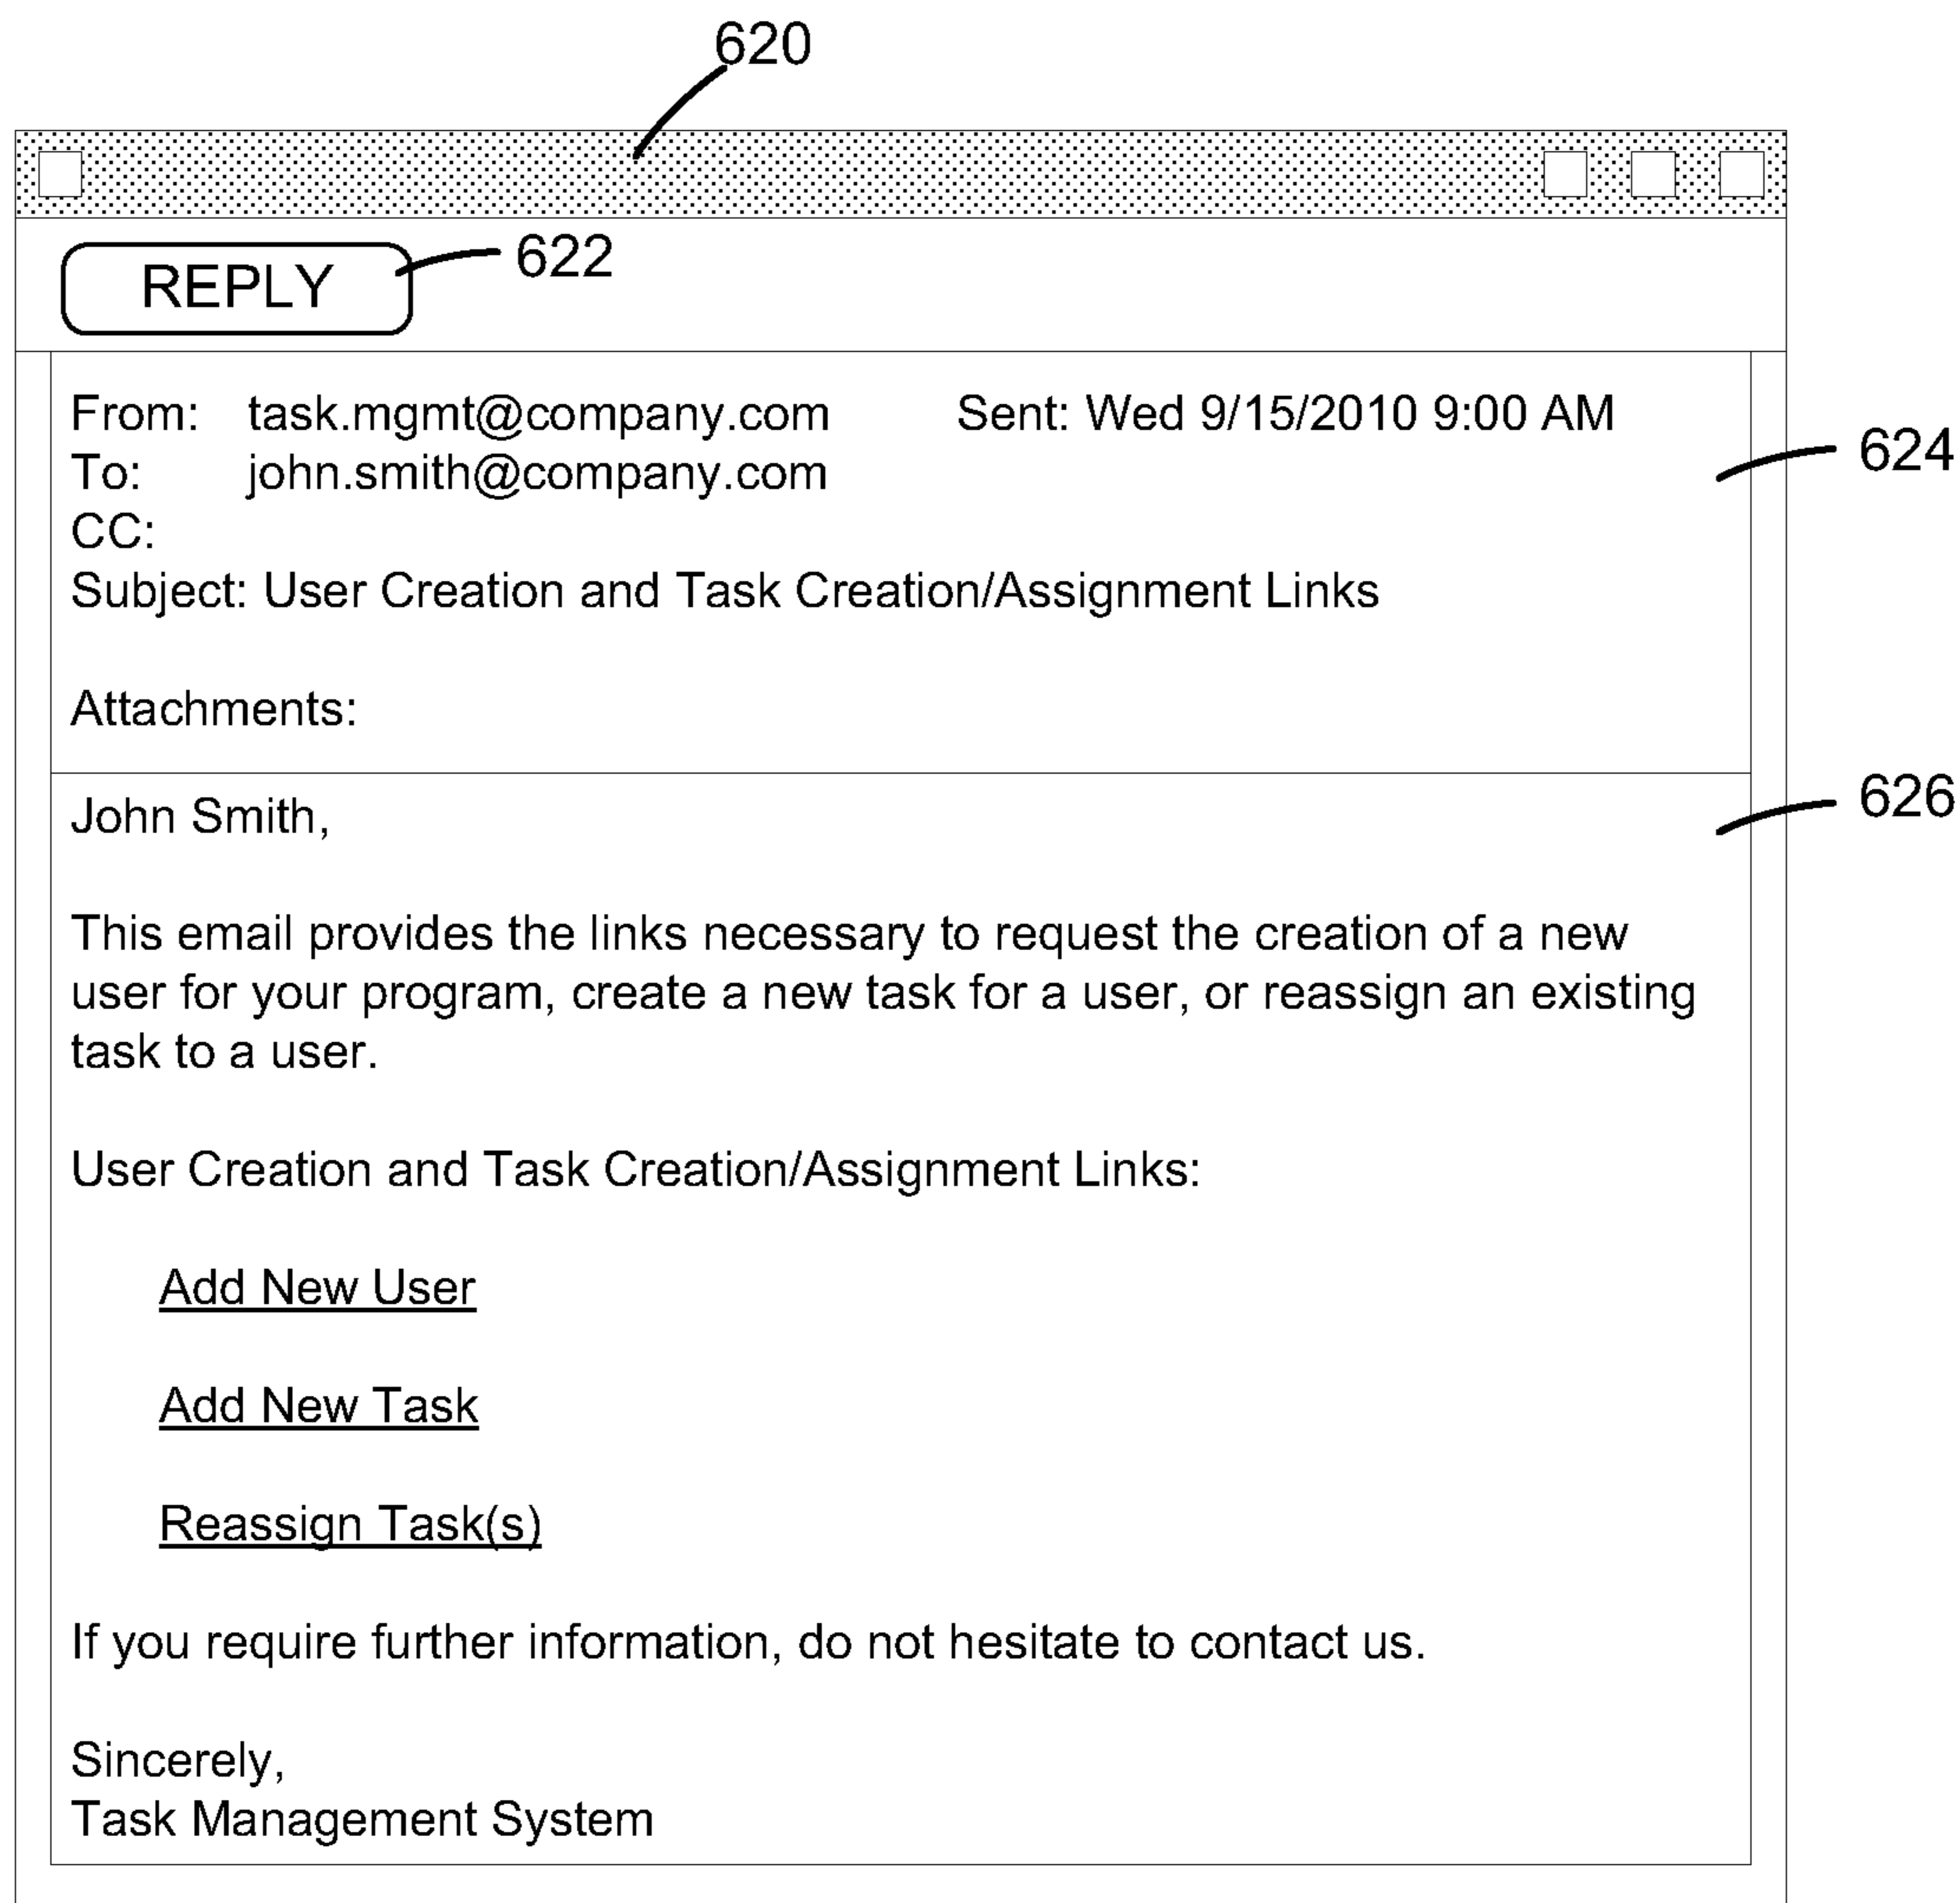 620
REPLY
622
From: task.mgmt@company.com Sent: Wed 9/15/2010 9:00 AM
To: john.smith@company.com
624
CC:
Subject: User Creation and Task Creation/Assignment Links
Attachments:
626
John Smith,
This email provides the links necessary to request the creation of a new
user for your program, create a new task for a user, or reassign an existing
task to a user.
User Creation and Task Creation/Assignment Links:
Add New User
Add New Task
Reassign Task(s)
If you require further information, do not hesitate to contact us.
Sincerely,
Task Management System